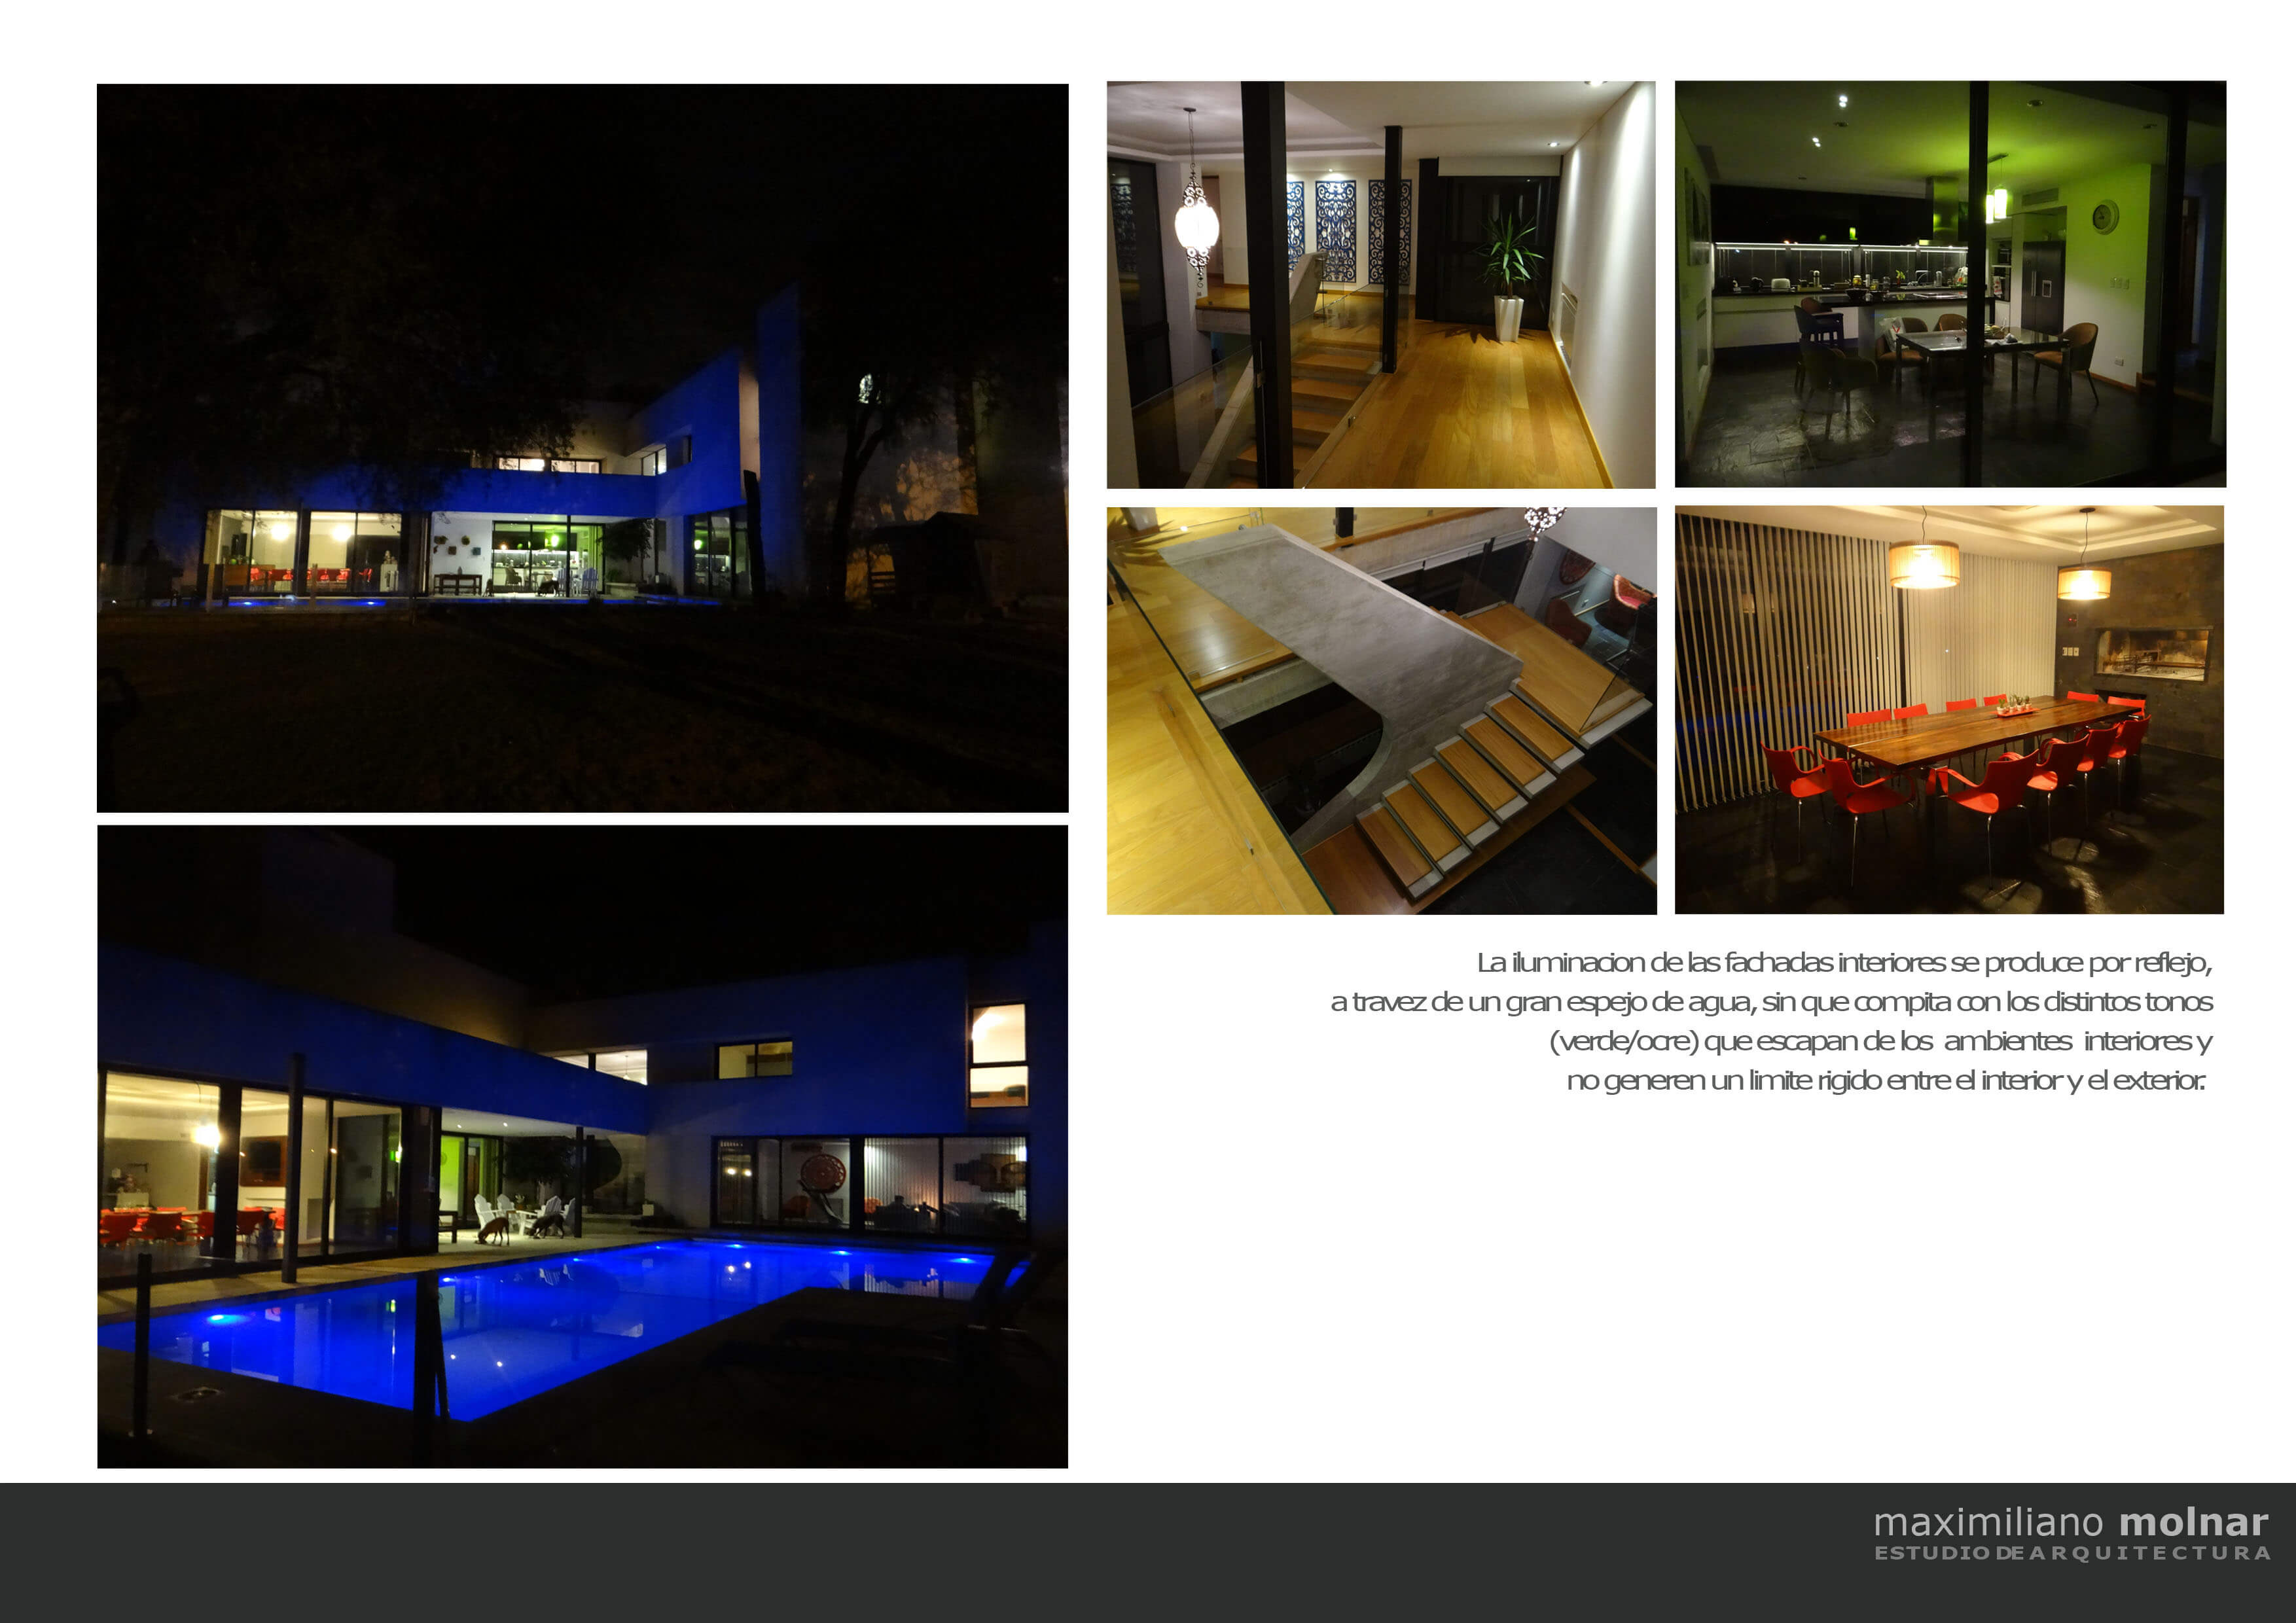 La iluminacion de las fachadas interiores se produce por reflejo,
a travez de un gran espejo de agua, sin que compita con los distintos tonos
(verde/ocre) que escapan de los ambientes interiores y
no generen un limite rigido entre el interior y el exterior.
maximiliano molnar
ESTUDIO DE ARQUITECTURA